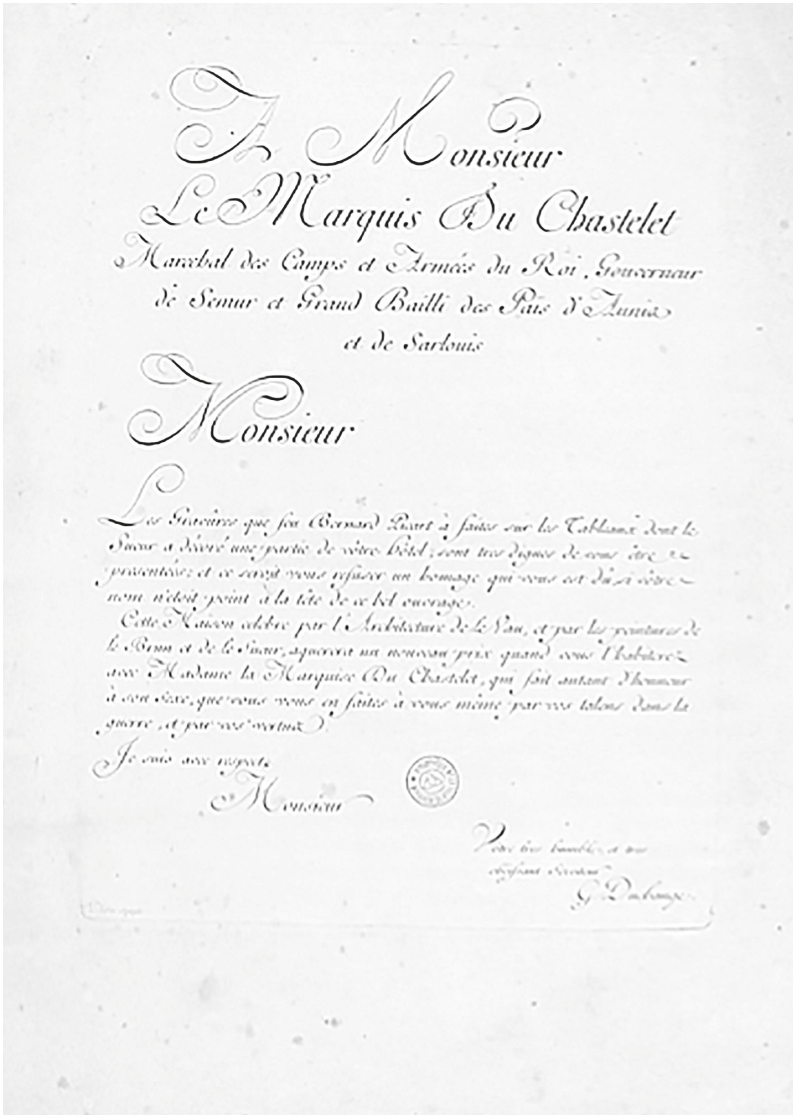 A Monsieur
Le Marquis Du Chastelet
Marechal des Camps et Armées du Roi, Gouverneur
de Semur et Grand Bailli des Païs d'Aunix
et de Sarlouis
Monsieur
Les Gravûres que feu Bernard Picart à faites sur les Tableaux dont le
Sueur a décoré une partie de vôtre hôtel, sont tres dignes de vous être
presentées; et ce seroit vous refuser un homage qui vous est dû, si vôtre
nom n'étoit point à la tête de ce bel ouvrage.
Cette Maison celebre par l'Architecture de le Vau, et par les peintures de
le Brun et de le Sueur, aquerera un nouveau prix quand vous l'habiterez
avec Madame la Marquise Du Chastelet, qui fait autant d'honneur
à son sexe, que vous vous en faites à vous même par vos talens dans la
guerre, et par vos vertus.
Je suis avec respect
Monsieur
Votre tres humble et tres
obeissant Serviteur
G. Duchange